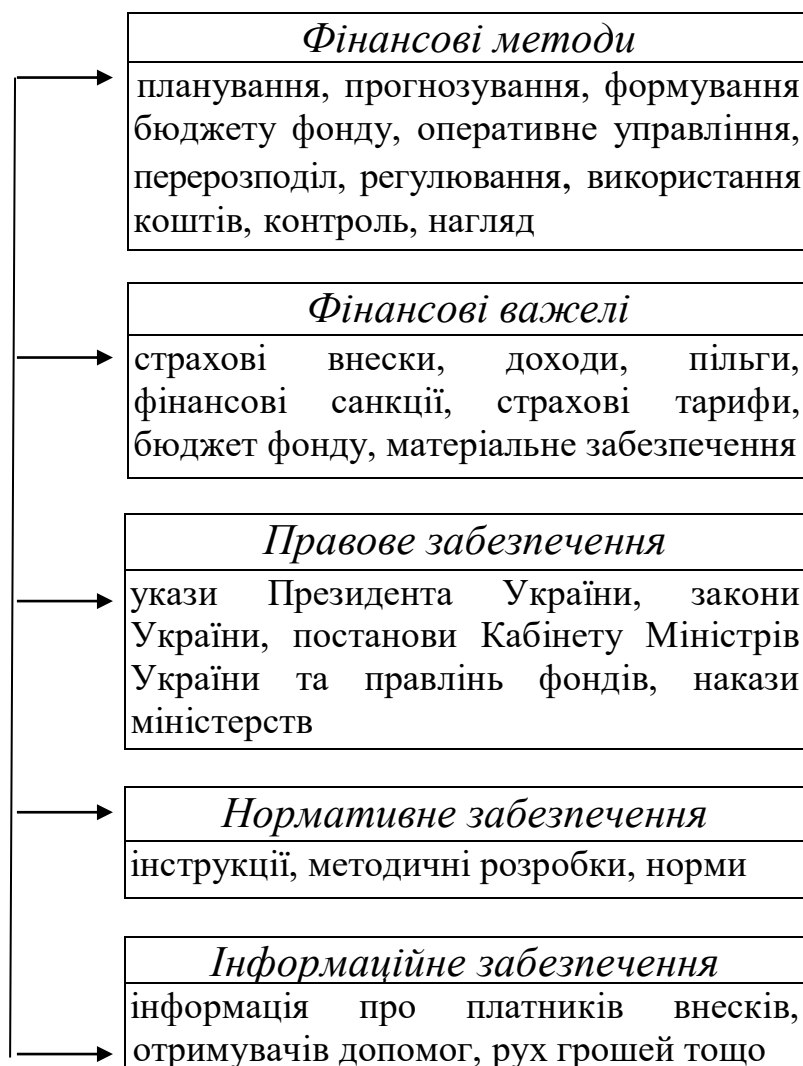 Фінансові методи
планування, прогнозування, формування
бюджету фонду, оперативне управління,
перерозподіл, регулювання, використання
коштів, контроль, нагляд
Фінансові важелі
страхові внески, доходи, пільги,
фінансові санкції, страхові тарифи,
бюджет фонду, матеріальне забезпечення
Правове забезпечення
укази Президента України, закони
України, постанови Кабінету Міністрів
України та правлінь фондів, накази
міністерств
Нормативне забезпечення
інструкції, методичні розробки, норми
Інформаційне забезпечення
інформація про платників внесків,
отримувачів допомог, рух грошей тощо